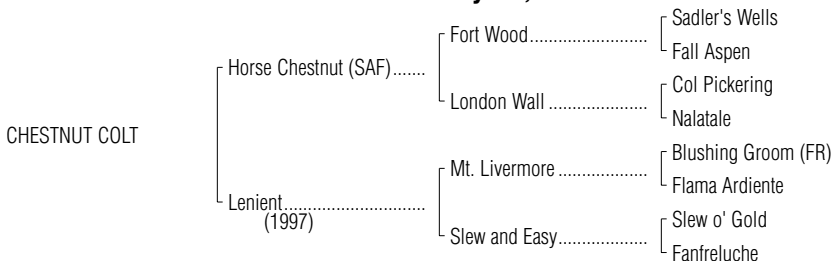 Sadler's Wells
Fort Wood
Fall Aspen
Horse Chestnut (SAF)
Col Pickering
London Wall
Nalatale
CHESTNUT COLT
Blushing Groom (FR)
Mt. Livermore
Flama Ardiente
Lenient
(1997)
Slew o' Gold
Slew and Easy
Fanfreluche